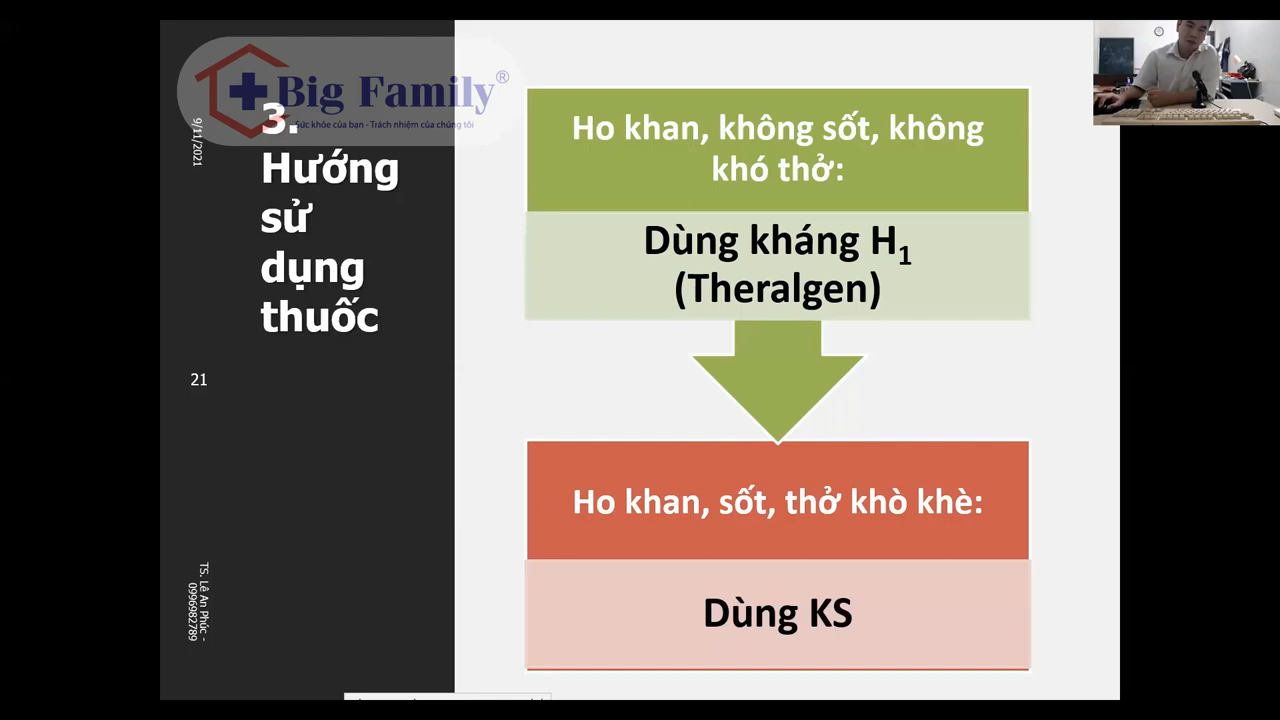 Big Family®
Sức khỏe của bạn - Trách nhiệm của chúng tôi
9/11/2021
3.
Hướng
sử
dụng
thuốc
21
TS. Lê An Phúc -
0996982789
Ho khan, không sốt, không
khó thở:
Dùng kháng H1
(Theralgen)
Ho khan, sốt, thở khò khè:
Dùng KS